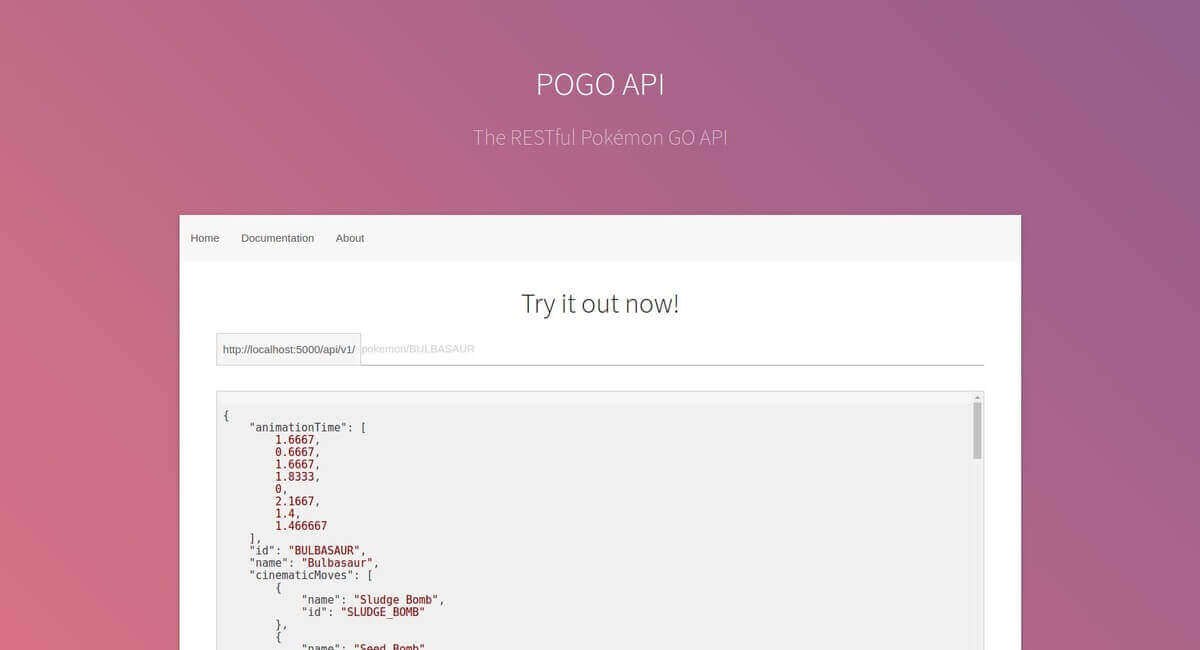 POGO API
The RESTful Pokémon GO API
Home Documentation About
Try it out now!
http://localhost:5000/api/v1/ pokemon/BULBASAUR
{
    "animationTime": [
        1.6667,
        0.6667,
        1.6667,
        1.8333,
        0,
        2.1667,
        1.4,
        1.466667
    ],
    "id": "BULBASAUR",
    "name": "Bulbasaur",
    "cinematicMoves": [
        {
            "name": "Sludge Bomb",
            "id": "SLUDGE_BOMB"
        },
        {
            "name": "Seed Bomb"